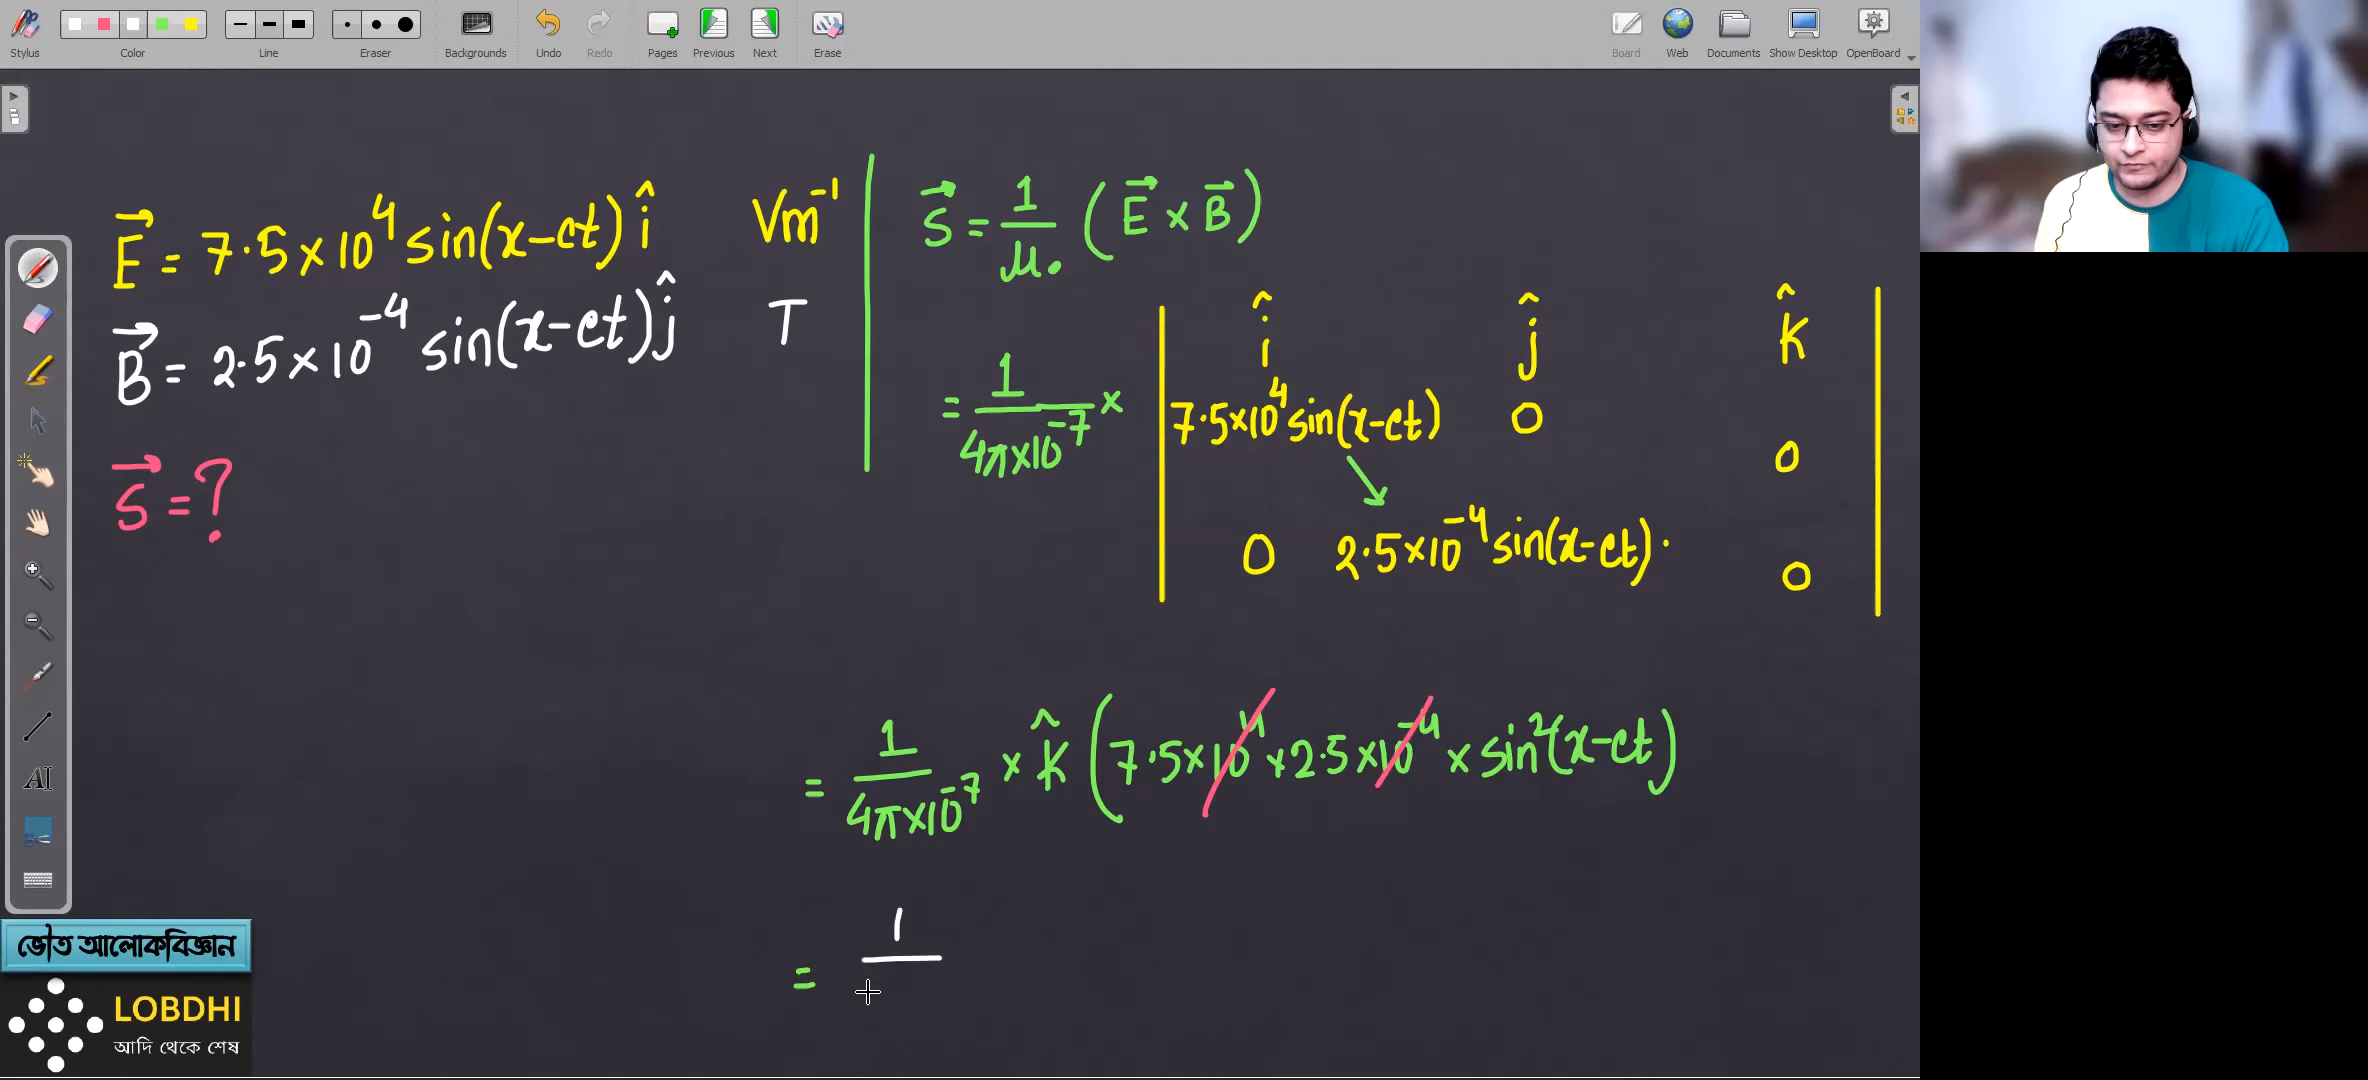 Stylus Color Line Eraser Backgrounds Undo Redo Pages Previous Next Erase Board Web Documents Show Desktop OpenBoard
E⃗ = 7.5×10⁴ sin(x-ct) î Vm⁻¹
B⃗ = 2.5×10⁻⁴ sin(x-ct) ĵ T
S⃗ = ?
S⃗ = 1/μ₀ (E⃗ × B⃗)
= 1/(4π×10⁻⁷) ×
î ĵ k̂
7.5×10⁴ sin(x-ct) 0 0
0 2.5×10⁻⁴ sin(x-ct). 0
= 1/(4π×10⁻⁷) × k̂ (7.5×10⁴ × 2.5×10⁻⁴ × sin²(x-ct)
= 1
ভৌত আলোকবিজ্ঞান
LOBDHI
আদি থেকে শেষ